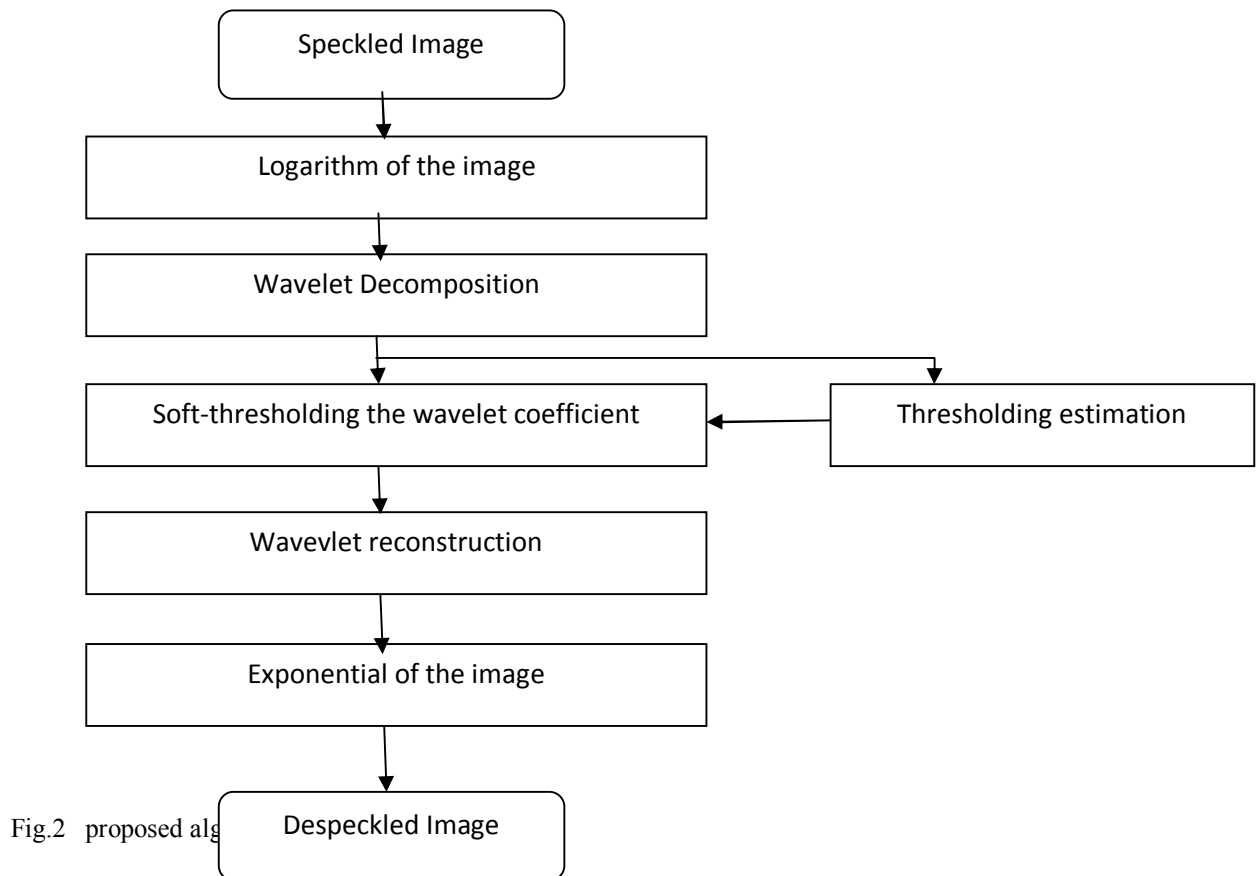 Speckled Image
Logarithm of the image
Wavelet Decomposition
Soft-thresholding the wavelet coefficient
Thresholding estimation
Wavevlet reconstruction
Exponential of the image
Despeckled Image
Fig.2 proposed